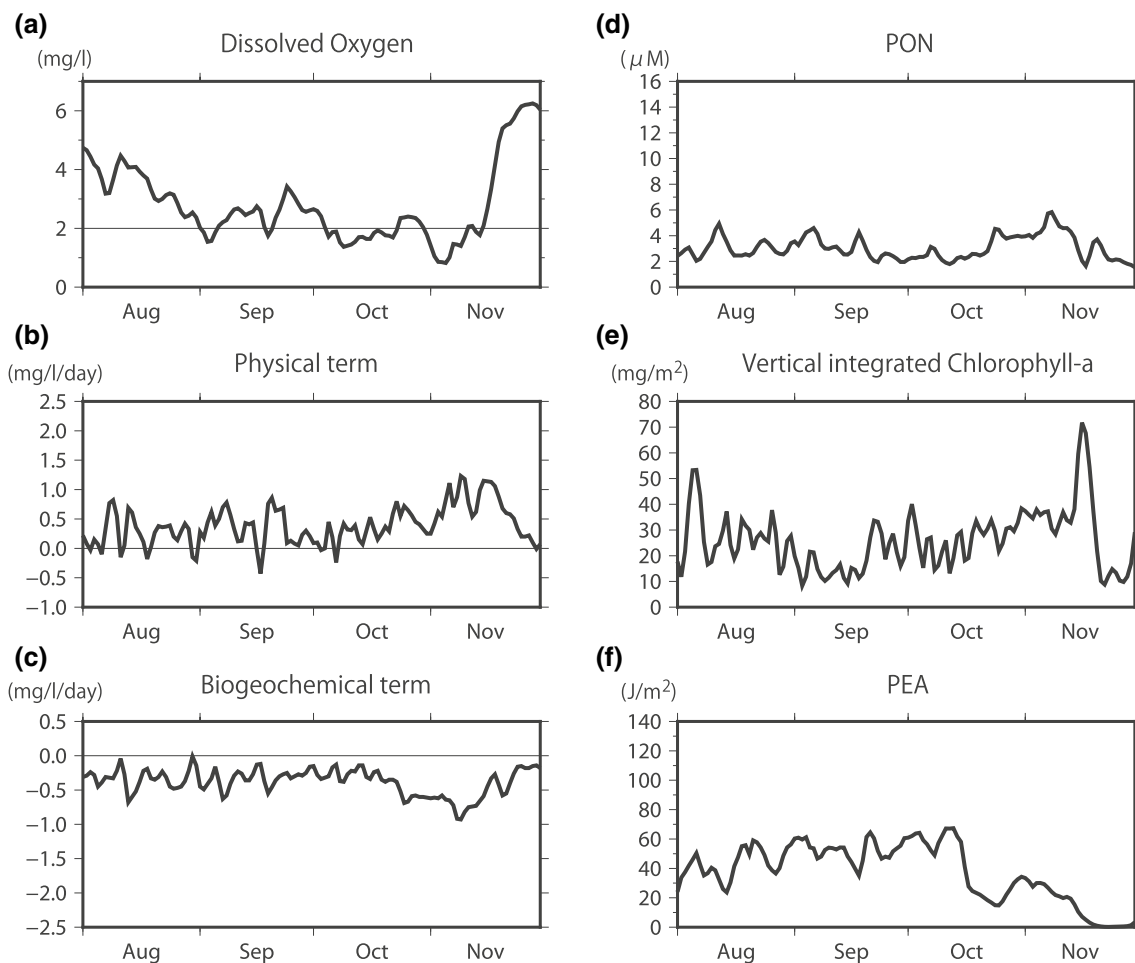 (a)
Dissolved Oxygen
(mg/l)
6
4
2
0
Aug Sep Oct Nov
(b)
Physical term
(mg/l/day)
2.5
2.0
1.5
1.0
0.5
0.0
−0.5
−1.0
Aug Sep Oct Nov
(c)
Biogeochemical term
(mg/l/day)
0.5
0.0
−0.5
−1.0
−1.5
−2.0
−2.5
Aug Sep Oct Nov
(d)
PON
(μM)
16
14
12
10
8
6
4
2
0
Aug Sep Oct Nov
(e)
Vertical integrated Chlorophyll-a
(mg/m²)
80
70
60
50
40
30
20
10
0
Aug Sep Oct Nov
(f)
PEA
(J/m²)
140
120
100
80
60
40
20
0
Aug Sep Oct Nov